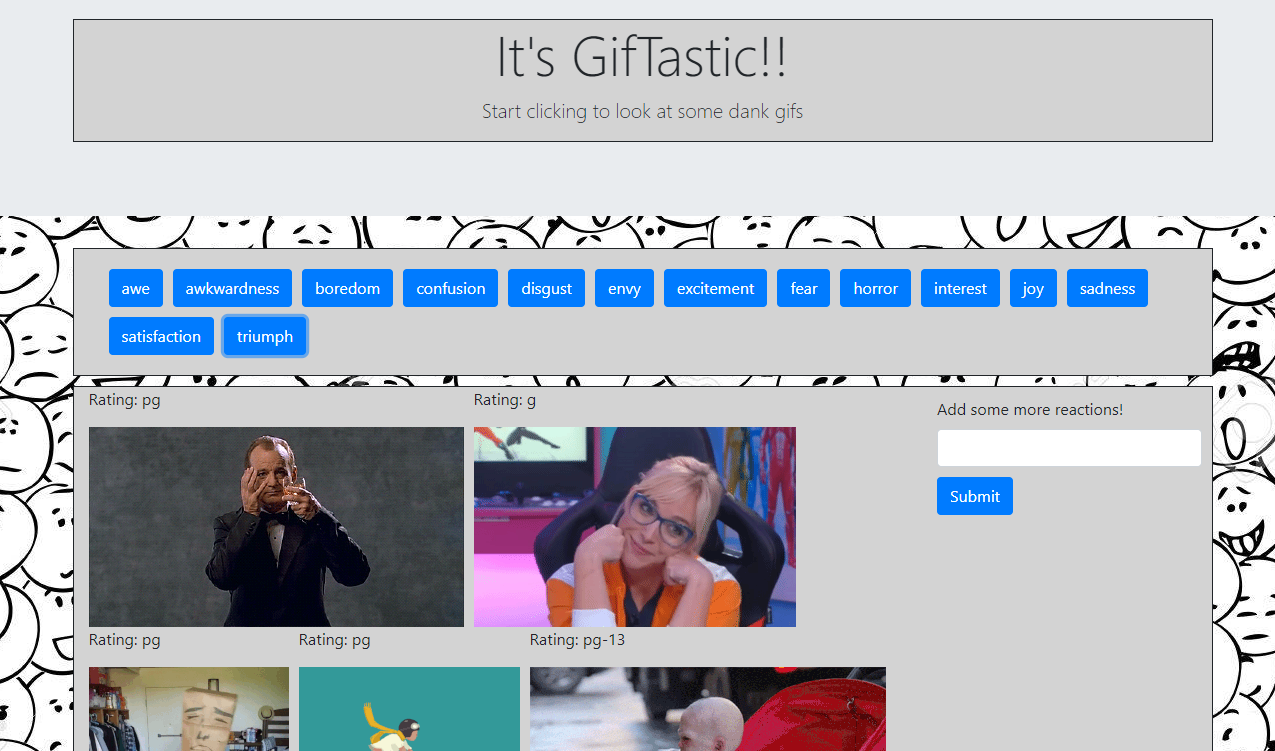 It's GifTastic!!
Start clicking to look at some dank gifs
awe awkwardness boredom confusion disgust envy excitement fear horror interest joy sadness
satisfaction triumph
Rating: pg Rating: g
Add some more reactions!
Submit
Rating: pg Rating: pg Rating: pg-13